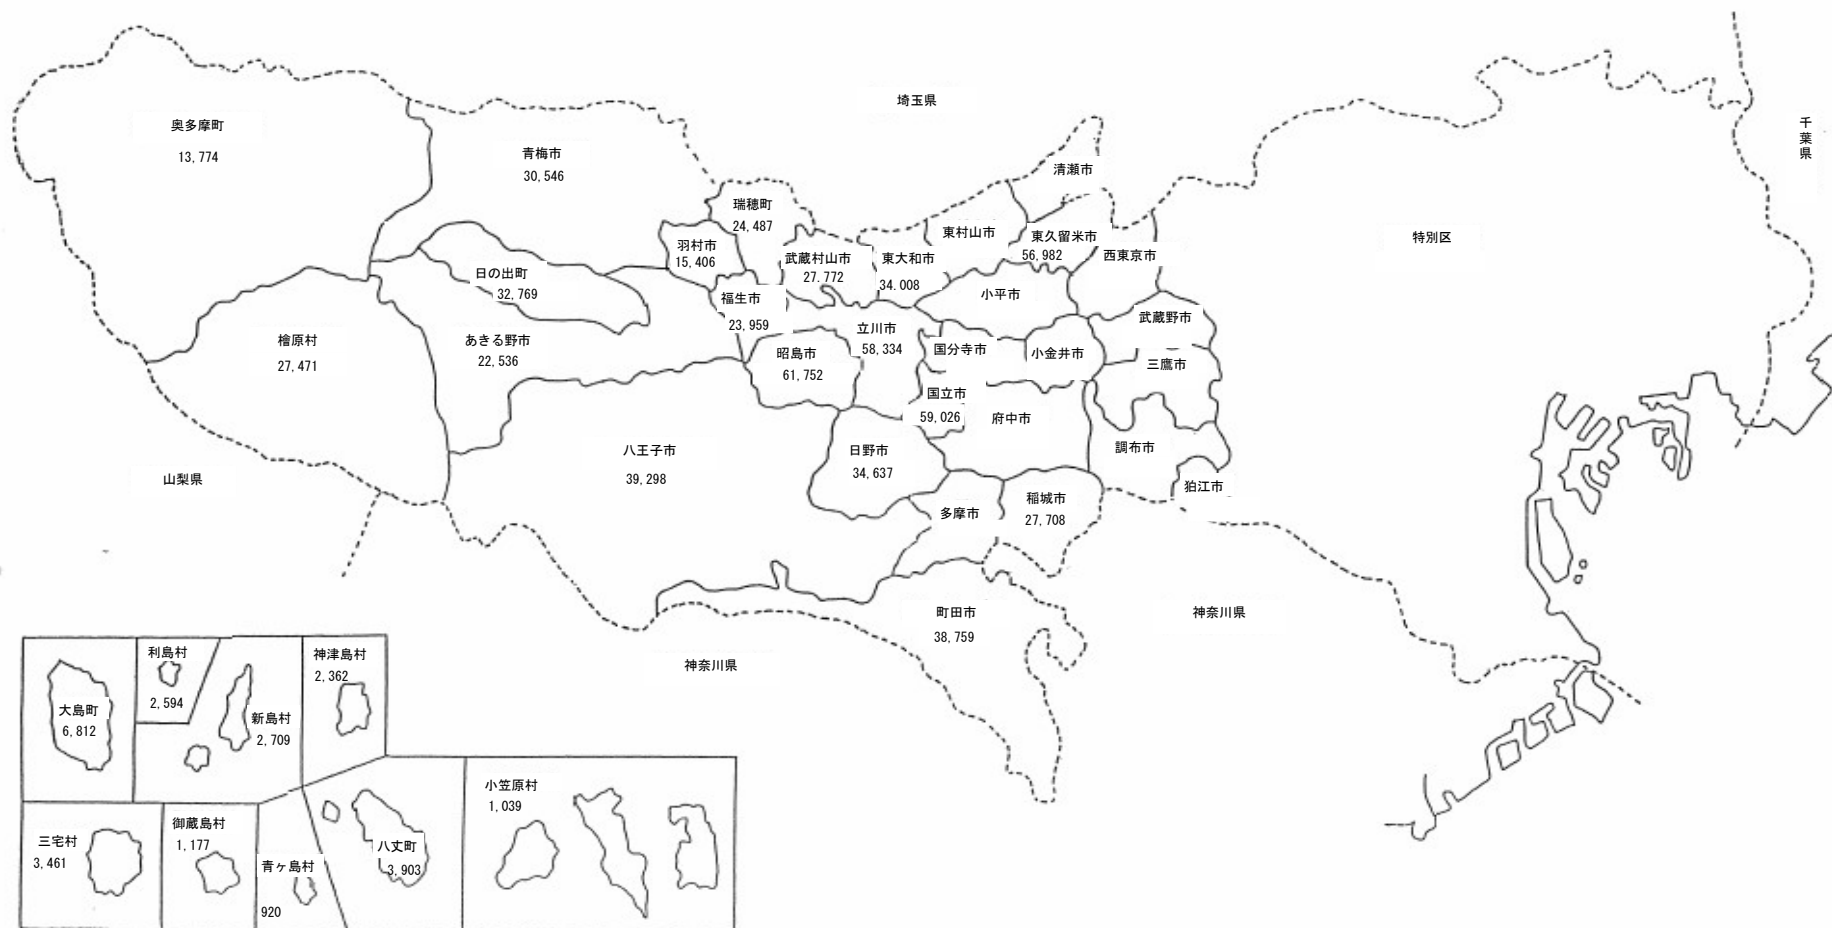 埼玉県
千葉県
奥多摩町
13,774
青梅市
30,546
清瀬市
瑞穂町
24,487
羽村市
15,406
武蔵村山市
27.772
東大和市
34.008
東村山市
東久留米市
56,982
西東京市
特別区
日の出町
32,769
福生市
23,959
小平市
武蔵野市
檜原村
27,471
あきる野市
22,536
昭島市
61,752
立川市
58,334
国分寺市
小金井市
三鷹市
国立市
59,026
府中市
調布市
狛江市
山梨県
八王子市
39,298
日野市
34,637
多摩市
稲城市
27,708
町田市
38,759
神奈川県
神奈川県
大島町
6,812
利島村
2,594
新島村
2,709
神津島村
2,362
三宅村
3,461
御蔵島村
1,177
青ヶ島村
920
八丈町
3,903
小笠原村
1,039